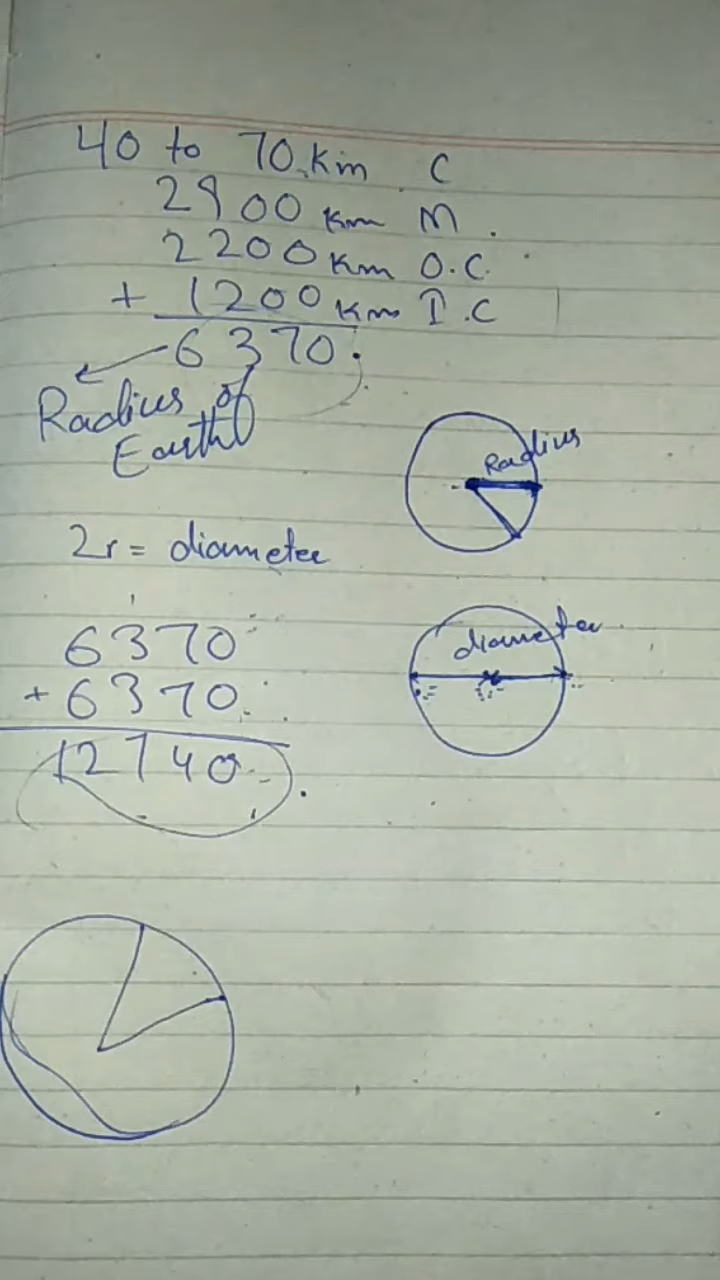 40 to 70 km C
2900 km M.
2200 km O.C.
+ 1200 km I.C
6370.
Radius of
Earth
Radius
2r = diameter
1
6370
+ 6370
12740
diameter